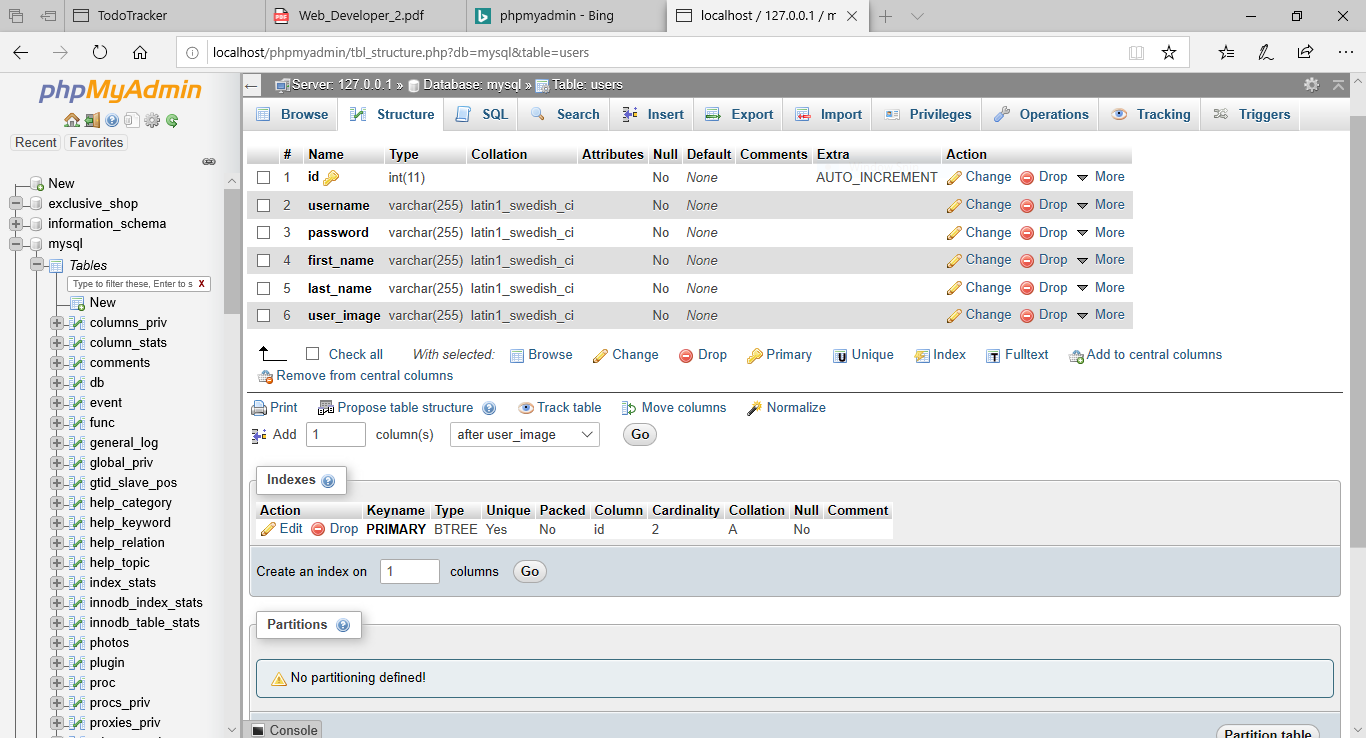 TodoTracker
Web_Developer_2.pdf
phpmyadmin - Bing
localhost / 127.0.0.1 / m
localhost/phpmyadmin/tbl_structure.php?db=mysql&table=users
phpMyAdmin
Recent Favorites
New
exclusive_shop
information_schema
mysql
Tables
Type to filter these, Enter to s X
New
columns_priv
column_stats
comments
db
event
func
general_log
global_priv
gtid_slave_pos
help_category
help_keyword
help_relation
help_topic
index_stats
innodb_index_stats
innodb_table_stats
photos
plugin
proc
procs_priv
proxies_priv
Server: 127.0.0.1 » Database: mysql » Table: users
Browse Structure SQL Search Insert Export Import Privileges Operations Tracking Triggers
# Name Type Collation Attributes Null Default Comments Extra Action
1 id int(11) No None AUTO_INCREMENT Change Drop More
2 username varchar(255) latin1_swedish_ci No None Change Drop More
3 password varchar(255) latin1_swedish_ci No None Change Drop More
4 first_name varchar(255) latin1_swedish_ci No None Change Drop More
5 last_name varchar(255) latin1_swedish_ci No None Change Drop More
6 user_image varchar(255) latin1_swedish_ci No None Change Drop More
Check all With selected: Browse Change Drop Primary Unique Index Fulltext Add to central columns
Remove from central columns
Print Propose table structure Track table Move columns Normalize
Add 1 column(s) after user_image Go
Indexes
Action Keyname Type Unique Packed Column Cardinality Collation Null Comment
Edit Drop PRIMARY BTREE Yes No id 2 A No
Create an index on 1 columns Go
Partitions
No partitioning defined!
Partition table
Console